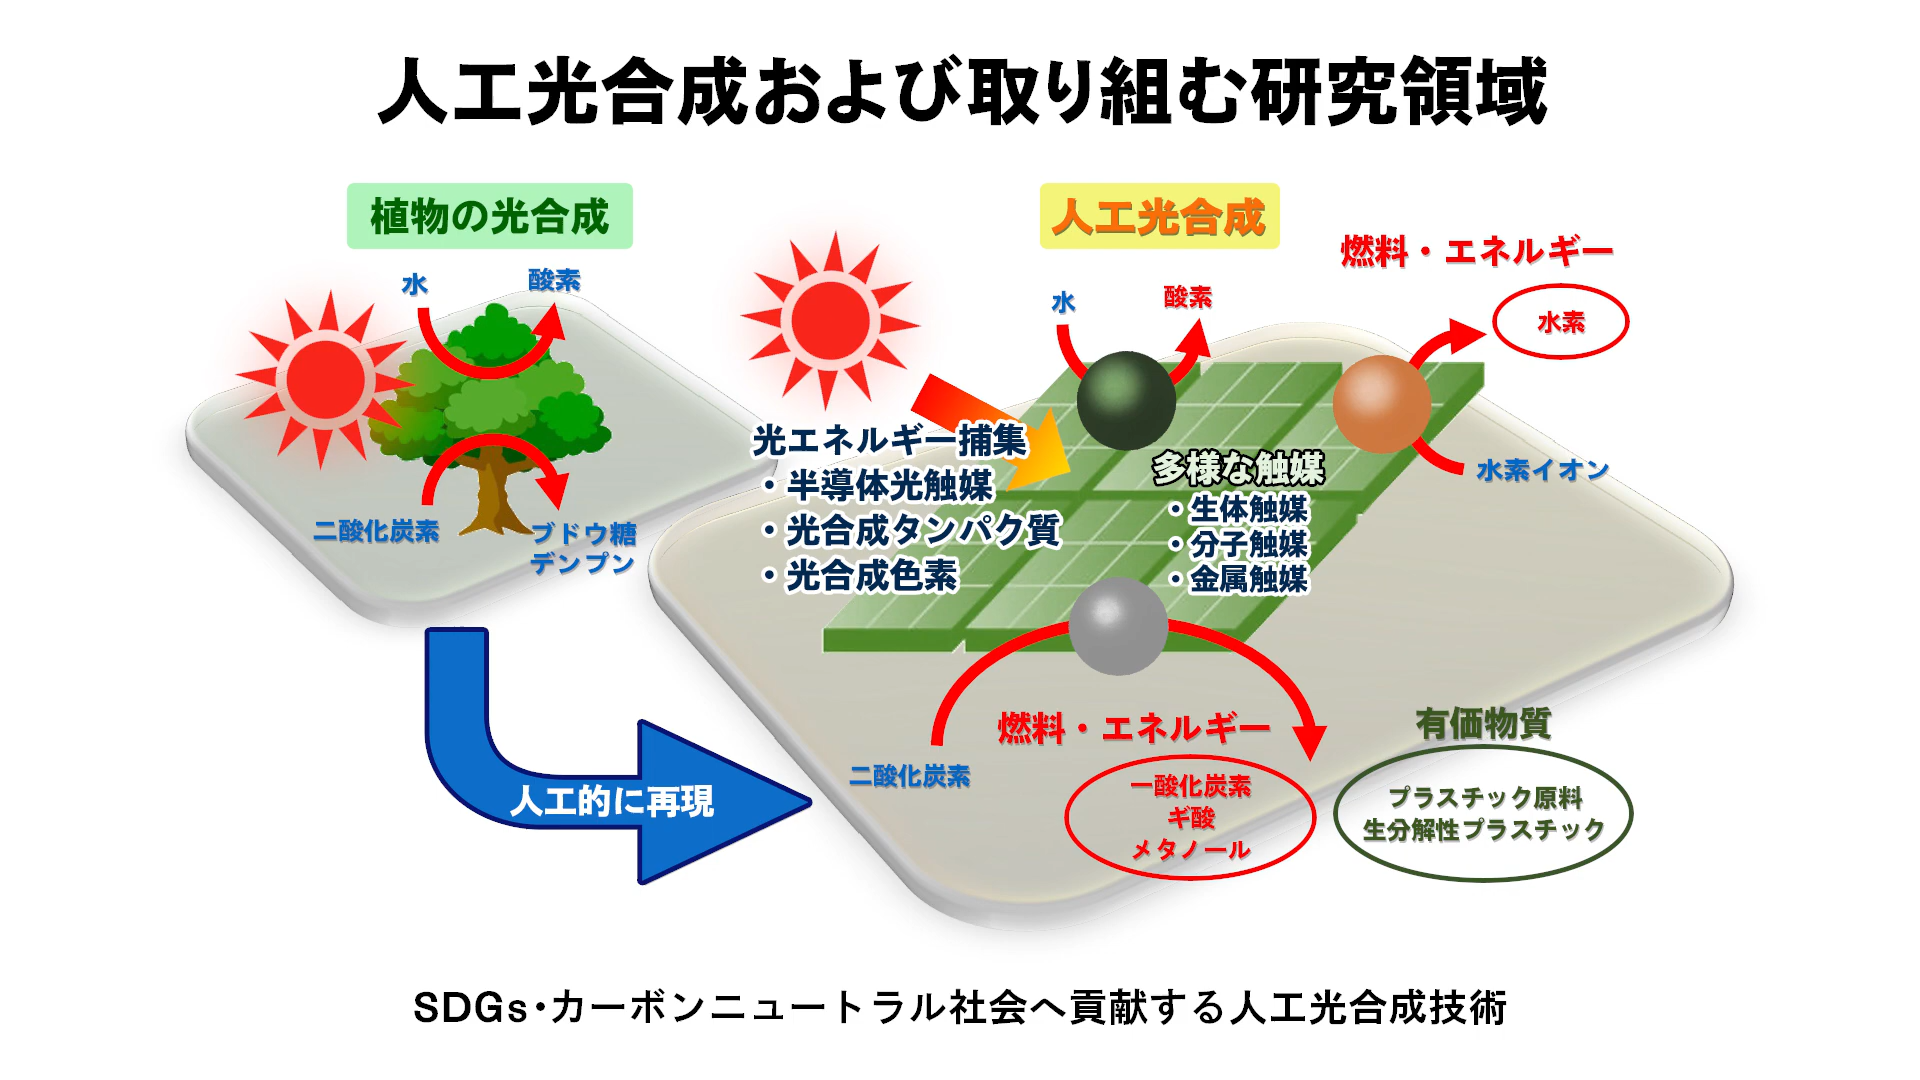 人工光合成および取り組む研究領域
植物の光合成
水
酸素
二酸化炭素
ブドウ糖
デンプン
人工的に再現
人工光合成
水
酸素
燃料・エネルギー
水素
水素イオン
光エネルギー捕集
・半導体光触媒
・光合成タンパク質
・光合成色素
多様な触媒
・生体触媒
・分子触媒
・金属触媒
二酸化炭素
燃料・エネルギー
一酸化炭素
ギ酸
メタノール
有価物質
プラスチック原料
生分解性プラスチック
SDGs・カーボンニュートラル社会へ貢献する人工光合成技術